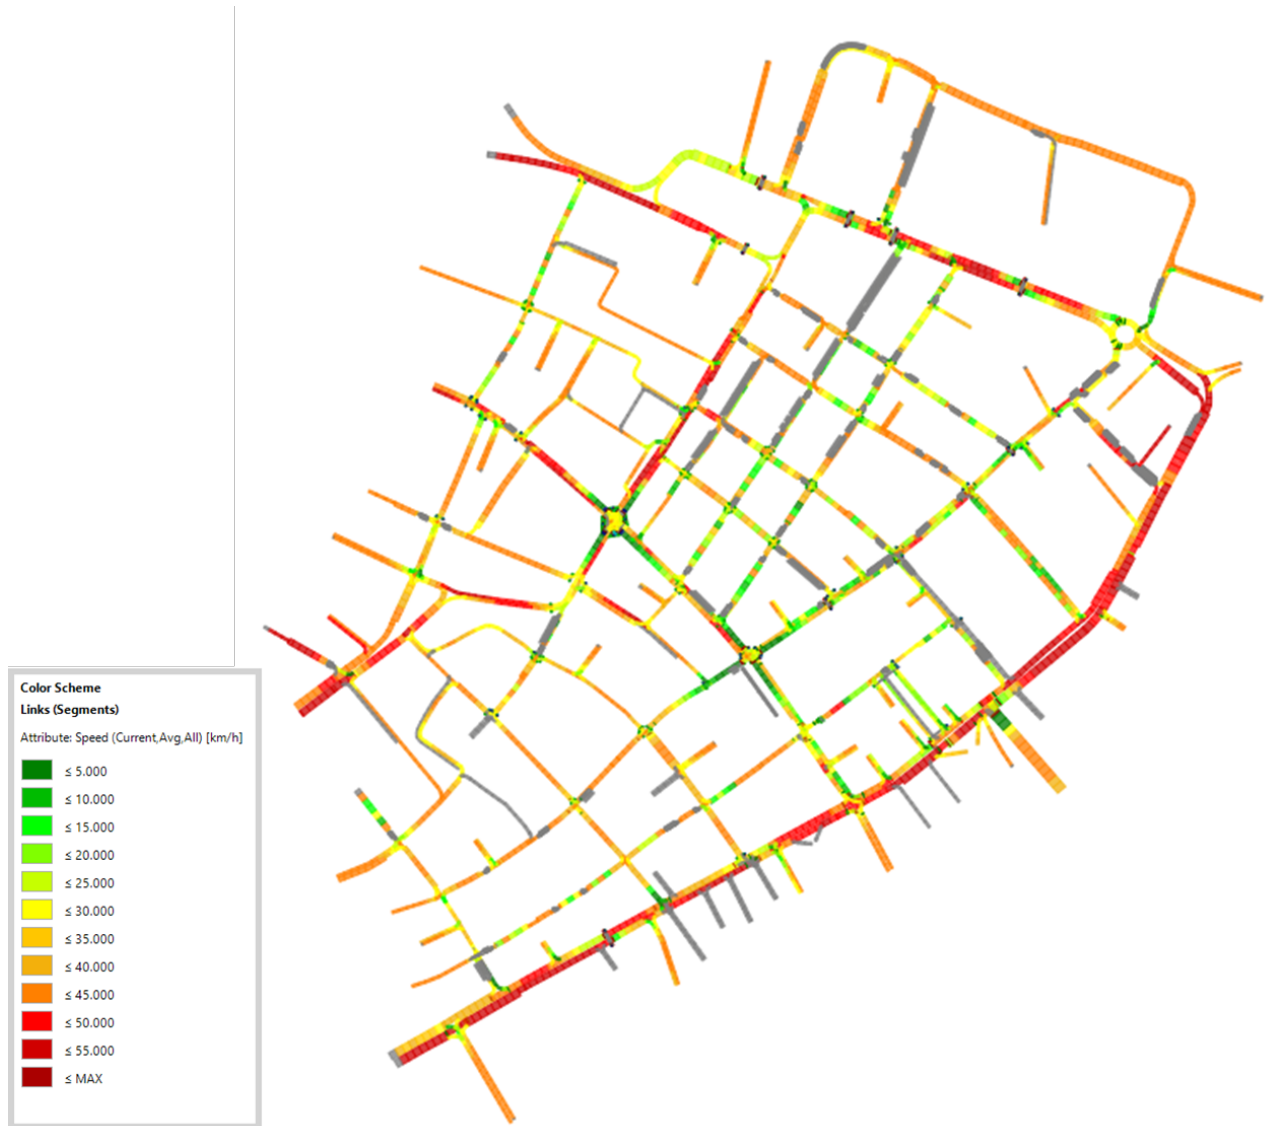 Color Scheme
Links (Segments)
Attribute: Speed (Current,Avg,All) [km/h]
≤ 5.000
≤ 10.000
≤ 15.000
≤ 20.000
≤ 25.000
≤ 30.000
≤ 35.000
≤ 40.000
≤ 45.000
≤ 50.000
≤ 55.000
≤ MAX